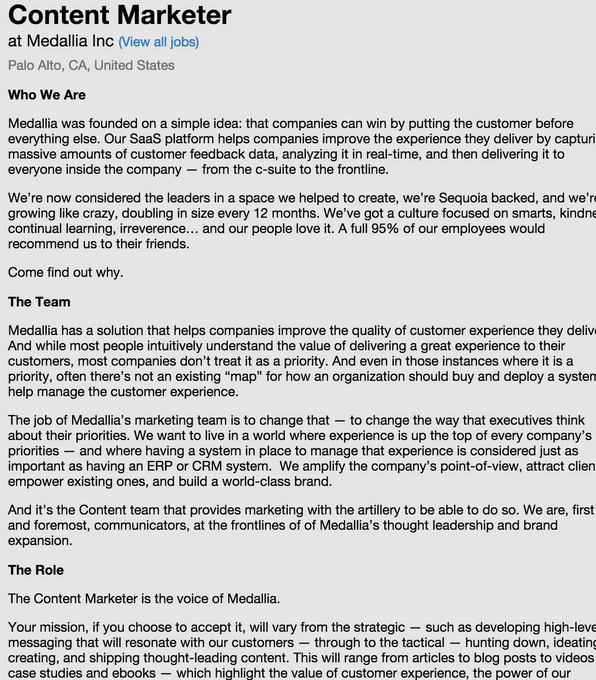 Content Marketer
at Medallia Inc (View all jobs)
Palo Alto, CA, United States
Who We Are
Medallia was founded on a simple idea: that companies can win by putting the customer before
everything else. Our SaaS platform helps companies improve the experience they deliver by capturi
massive amounts of customer feedback data, analyzing it in real-time, and then delivering it to
everyone inside the company — from the c-suite to the frontline.
We’re now considered the leaders in a space we helped to create, we’re Sequoia backed, and we’re
growing like crazy, doubling in size every 12 months. We’ve got a culture focused on smarts, kindne
continual learning, irreverence… and our people love it. A full 95% of our employees would
recommend us to their friends.
Come find out why.
The Team
Medallia has a solution that helps companies improve the quality of customer experience they delive
And while most people intuitively understand the value of delivering a great experience to their
customers, most companies don’t treat it as a priority. And even in those instances where it is a
priority, often there’s not an existing “map” for how an organization should buy and deploy a system
help manage the customer experience.
The job of Medallia’s marketing team is to change that — to change the way that executives think
about their priorities. We want to live in a world where experience is up the top of every company’s
priorities — and where having a system in place to manage that experience is considered just as
important as having an ERP or CRM system.  We amplify the company’s point-of-view, attract clien
empower existing ones, and build a world-class brand.
And it’s the Content team that provides marketing with the artillery to be able to do so. We are, first
and foremost, communicators, at the frontlines of of Medallia’s thought leadership and brand
expansion.
The Role
The Content Marketer is the voice of Medallia.
Your mission, if you choose to accept it, will vary from the strategic — such as developing high-leve
messaging that will resonate with our customers — through to the tactical — hunting down, ideating
creating, and shipping thought-leading content. This will range from articles to blog posts to videos
case studies and ebooks — which highlight the value of customer experience, the power of our